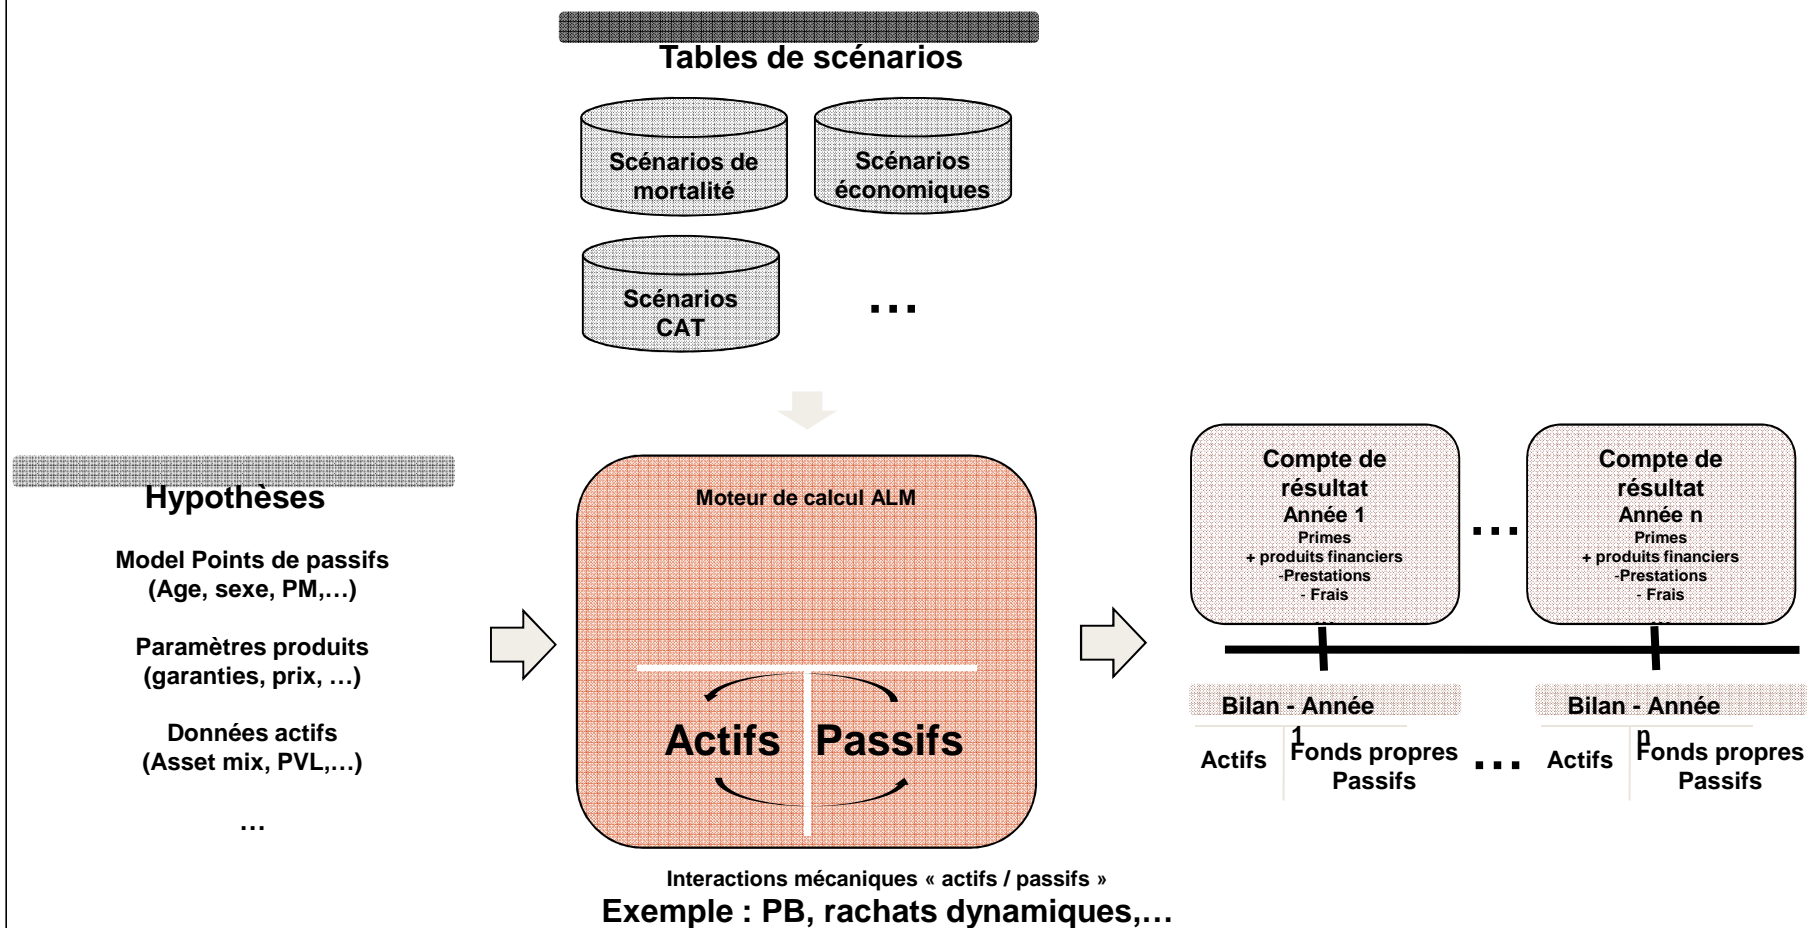 Tables de scénarios
Scénarios de
mortalité
Scénarios
économiques
Scénarios
CAT
...
Hypothèses
Model Points de passifs
(Age, sexe, PM,...)
Paramètres produits
(garanties, prix, ...)
Données actifs
(Asset mix, PVL,...)
...
Moteur de calcul ALM
Actifs
Passifs
Interactions mécaniques « actifs / passifs »
Exemple : PB, rachats dynamiques,...
Compte de
résultat
Année 1
Primes
+ produits financiers
-Prestations
- Frais
...
...
Compte de
résultat
Année n
Primes
+ produits financiers
-Prestations
- Frais
...
Bilan - Année
1
Actifs
Fonds propres
Passifs
...
Bilan - Année
n
Actifs
Fonds propres
Passifs